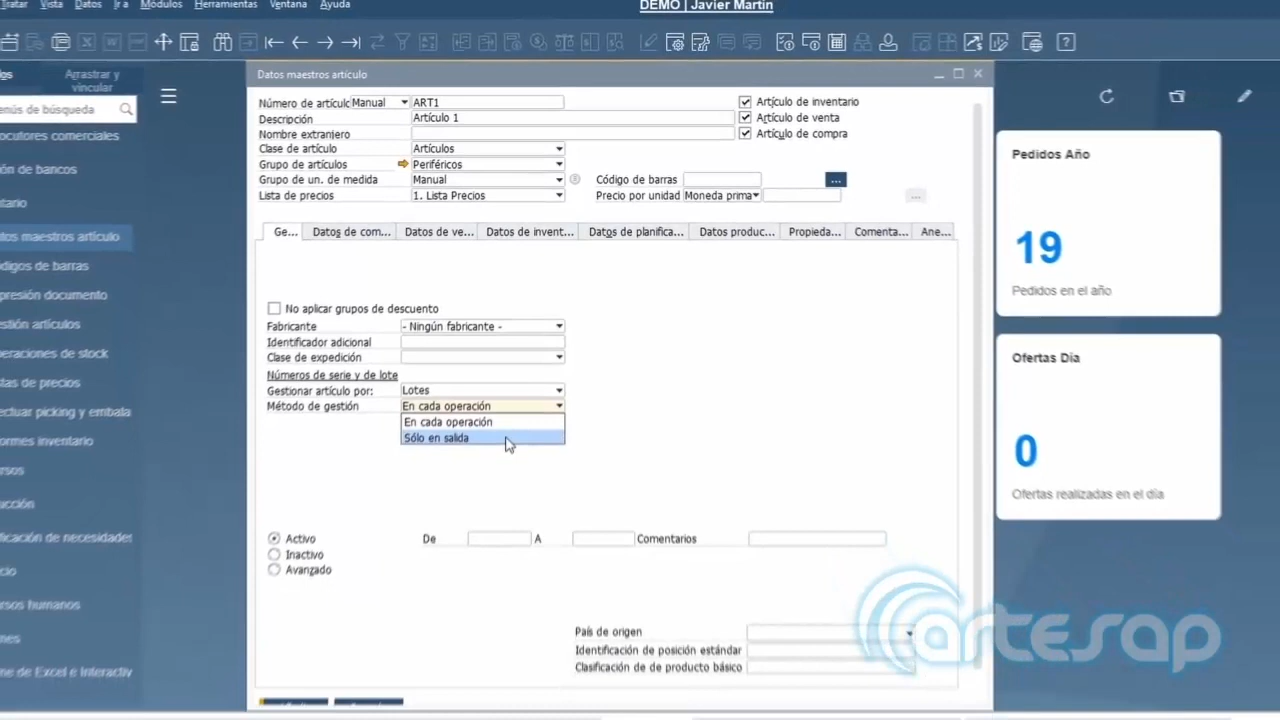 Tratar Vista Datos Ir a Módulos Herramientas Ventana Ayuda
DEMO | Javier Martín
Arrastrar y
vincular
Datos maestros artículo
Número de artículo Manual ART1
Descripción Artículo 1
Nombre extranjero
Clase de artículo Artículos
Grupo de artículos Periféricos
Grupo de un. de medida Manual
Lista de precios 1. Lista Precios
Artículo de inventario
Artículo de venta
Artículo de compra
Código de barras ...
Precio por unidad Moneda prima ...
Ge... Datos de com... Datos de ve... Datos de invent... Datos de planifica... Datos produc... Propieda... Comenta... Ane...
No aplicar grupos de descuento
Fabricante - Ningún fabricante -
Identificador adicional
Clase de expedición
Números de serie y de lote
Gestionar artículo por: Lotes
Método de gestión En cada operación
En cada operación
Sólo en salida
Activo De A Comentarios
Inactivo
Avanzado
País de origen
Identificación de posición estándar
Clasificación de de producto básico
enús de búsqueda
ocutores comerciales
ión de bancos
tario
tos maestros artículo
digos de barras
presión documento
stión artículos
eraciones de stock
tas de precios
ectuar picking y embala
ormes inventario
rsos
ucción
ificación de necesidades
cio
rsos humanos
mes
me de Excel e Interactiv
Pedidos Año
19
Pedidos en el año
Ofertas Dia
0
Ofertas realizadas en el día
artesap